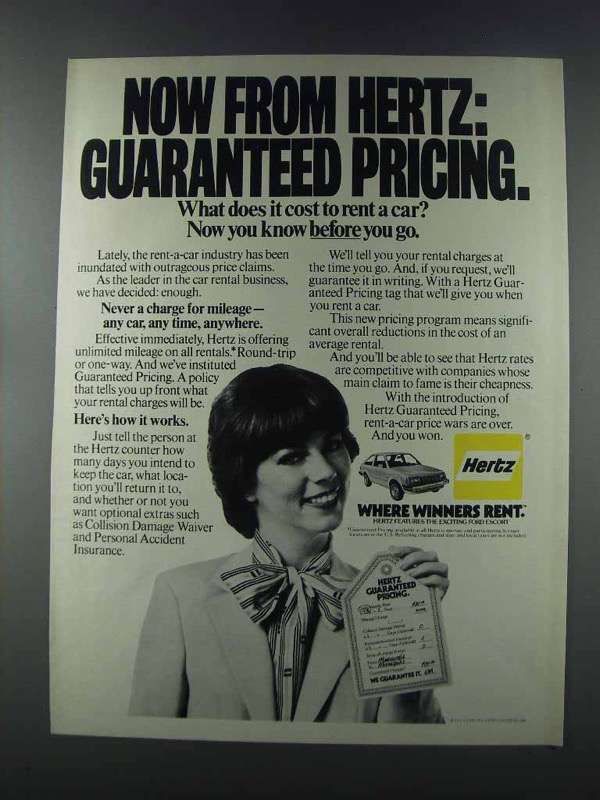 NOW FROM HERTZ:
GUARANTEED PRICING.
What does it cost to rent a car?
Now you know before you go.
Lately, the rent-a-car industry has been
inundated with outrageous price claims.
As the leader in the car rental business,
we have decided: enough.
Never a charge for mileage—
any car, any time, anywhere.
Effective immediately, Hertz is offering
unlimited mileage on all rentals.* Round-trip
or one-way. And we've instituted
Guaranteed Pricing. A policy
that tells you up front what
your rental charges will be.
Here's how it works.
Just tell the person at
the Hertz counter how
many days you intend to
keep the car, what loca-
tion you'll return it to,
and whether or not you
want optional extras such
as Collision Damage Waiver
and Personal Accident
Insurance.
We'll tell you your rental charges at
the time you go. And, if you request, we'll
guarantee it in writing. With a Hertz Guar-
anteed Pricing tag that we'll give you when
you rent a car.
This new pricing program means signifi-
cant overall reductions in the cost of an
average rental.
And you'll be able to see that Hertz rates
are competitive with companies whose
main claim to fame is their cheapness.
With the introduction of
Hertz Guaranteed Pricing,
rent-a-car price wars are over.
And you won.
Hertz
®
WHERE WINNERS RENT.
HERTZ FEATURES THE EXCITING FORD ESCORT
HERTZ
GUARANTEED
PRICING.
WE GUARANTEE IT.